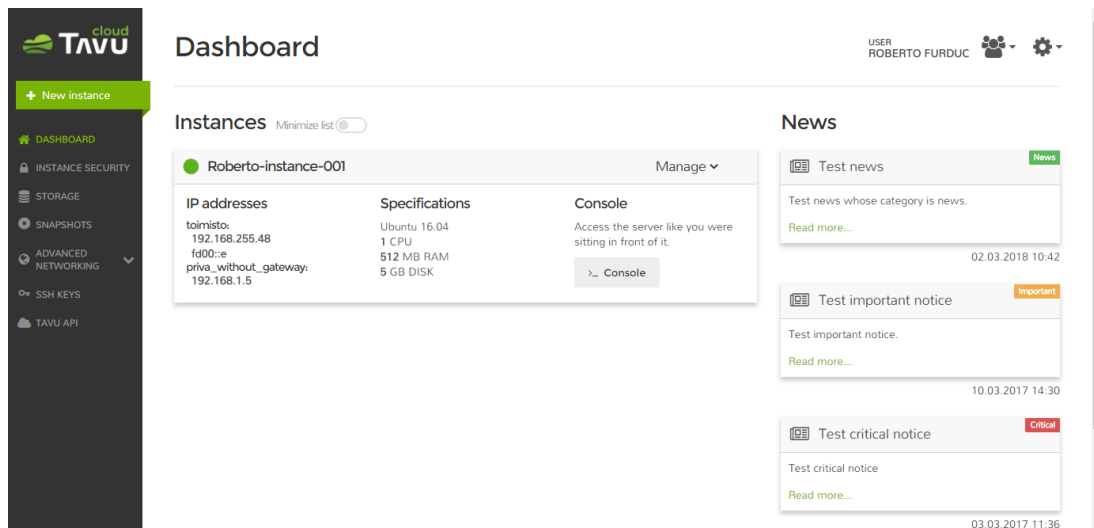 cloud
TΛVU
Dashboard
USER
ROBERTO FURDUC
+ New instance
DASHBOARD
INSTANCE SECURITY
STORAGE
SNAPSHOTS
ADVANCED
NETWORKING
SSH KEYS
TAVU API
Instances Minimize list
Roberto-instance-001 Manage
IP addresses
toimisto:
192.168.255.48
fd00::e
priva_without_gateway:
192.168.1.5
Specifications
Ubuntu 16.04
1 CPU
512 MB RAM
5 GB DISK
Console
Access the server like you were
sitting in front of it.
>_ Console
News
News
Test news
Test news whose category is news.
Read more...
02.03.2018 10:42
Important
Test important notice
Test important notice.
Read more...
10.03.2017 14:30
Critical
Test critical notice
Test critical notice
Read more...
03.03.2017 11:36